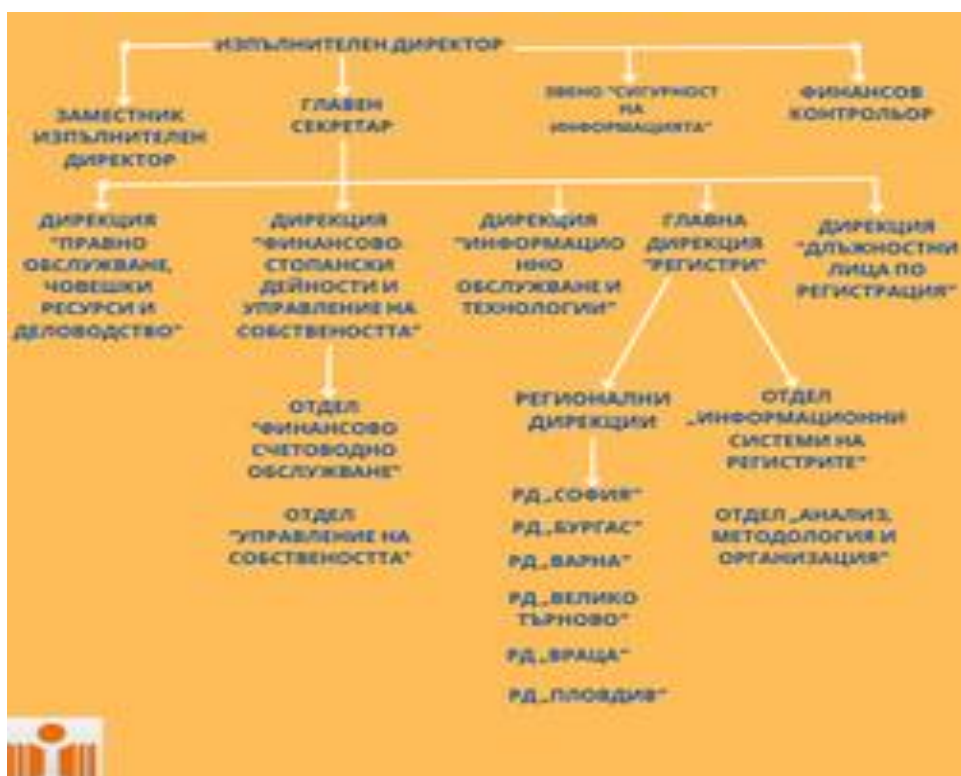 ИЗПЪЛНИТЕЛЕН ДИРЕКТОР
ЗАМЕСТНИК
ИЗПЪЛНИТЕЛЕН
ДИРЕКТОР
ГЛАВЕН
СЕКРЕТАР
ЗВЕНО "СИГУРНОСТ
НА
ИНФОРМАЦИЯТА"
ФИНАНСОВ
КОНТРОЛЬОР
ДИРЕКЦИЯ
"ПРАВНО
ОБСЛУЖВАНЕ,
ЧОВЕШКИ
РЕСУРСИ И
ДЕЛОВОДСТВО"
ДИРЕКЦИЯ
"ФИНАНСОВО-
СТОПАНСКИ
ДЕЙНОСТИ И
УПРАВЛЕНИЕ НА
СОБСТВЕНОСТТА"
ДИРЕКЦИЯ
"ИНФОРМАЦИО
ННО
ОБСЛУЖВАНЕ И
ТЕХНОЛОГИИ"
ГЛАВНА
ДИРЕКЦИЯ
"РЕГИСТРИ"
ДИРЕКЦИЯ
"ДЛЪЖНОСТНИ
ЛИЦА ПО
РЕГИСТРАЦИЯ"
ОТДЕЛ
"ФИНАНСОВО
СЧЕТОВОДНО
ОБСЛУЖВАНЕ"
ОТДЕЛ
"УПРАВЛЕНИЕ НА
СОБСТВЕНОСТТА"
РЕГИОНАЛНИ
ДИРЕКЦИИ
РД „СОФИЯ"
РД „БУРГАС"
РД „ВАРНА"
РД „ВЕЛИКО
ТЪРНОВО"
РД „ВРАЦА"
РД „ПЛОВДИВ"
ОТДЕЛ
„ИНФОРМАЦИОННИ
СИСТЕМИ НА
РЕГИСТРИТЕ"
ОТДЕЛ „АНАЛИЗ,
МЕТОДОЛОГИЯ И
ОРГАНИЗАЦИЯ"